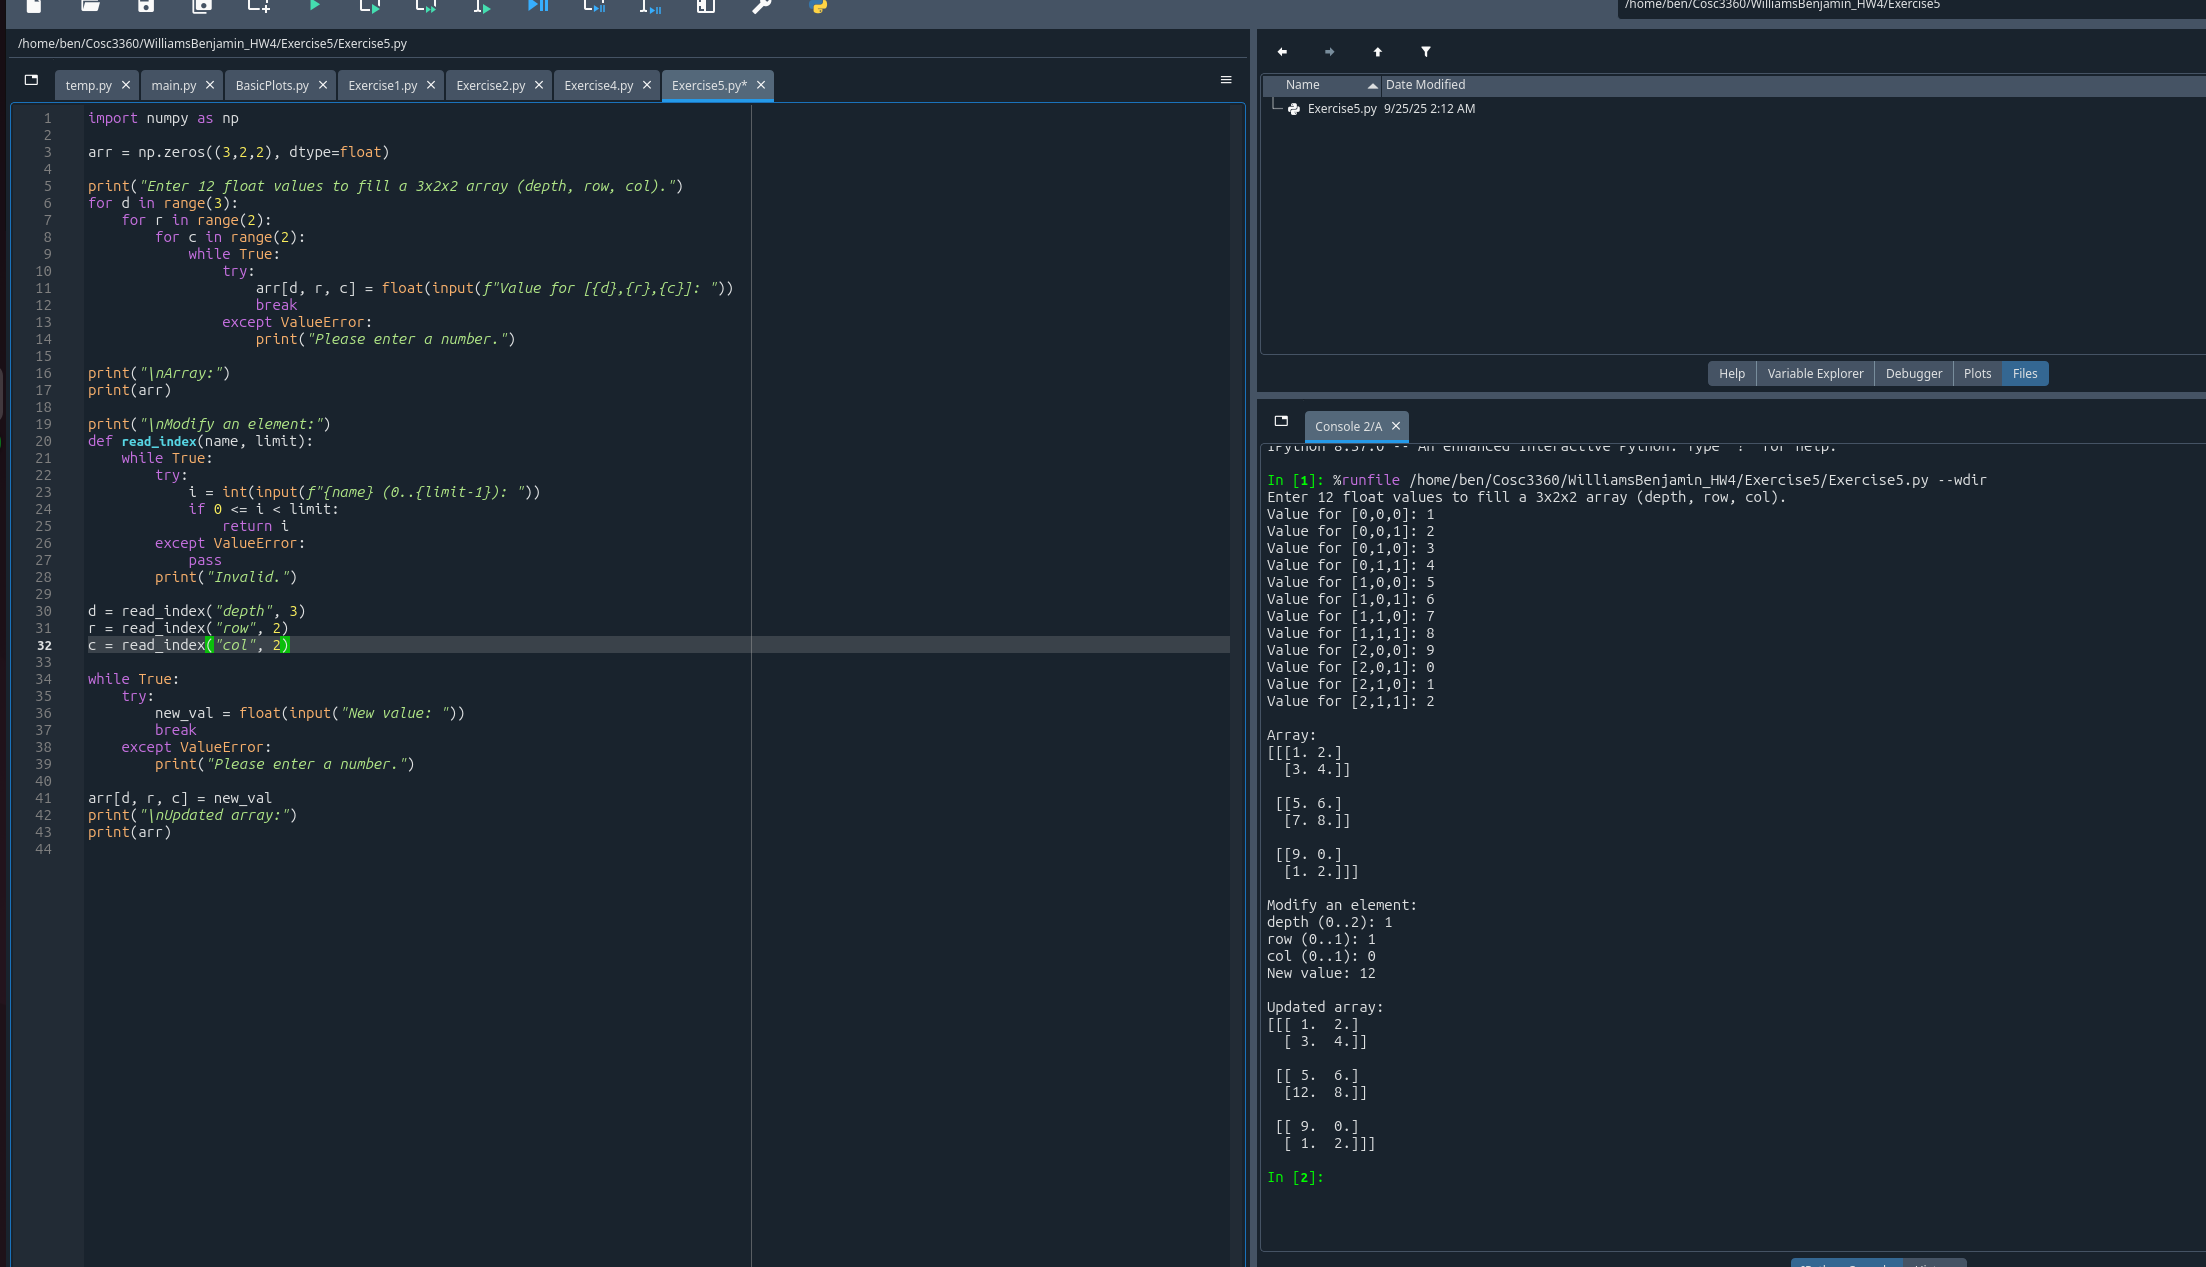 /home/ben/Cosc3360/WilliamsBenjamin_HW4/Exercise5
/home/ben/Cosc3360/WilliamsBenjamin_HW4/Exercise5/Exercise5.py
temp.py main.py BasicPlots.py Exercise1.py Exercise2.py Exercise4.py Exercise5.py*
1 import numpy as np
2
3 arr = np.zeros((3,2,2), dtype=float)
4
5 print("Enter 12 float values to fill a 3x2x2 array (depth, row, col).")
6 for d in range(3):
7     for r in range(2):
8         for c in range(2):
9             while True:
10                 try:
11                     arr[d, r, c] = float(input(f"Value for [{d},{r},{c}]: "))
12                     break
13                 except ValueError:
14                     print("Please enter a number.")
15
16 print("\nArray:")
17 print(arr)
18
19 print("\nModify an element:")
20 def read_index(name, limit):
21     while True:
22         try:
23             i = int(input(f"{name} (0..{limit-1}): "))
24             if 0 <= i < limit:
25                 return i
26         except ValueError:
27             pass
28         print("Invalid.")
29
30 d = read_index("depth", 3)
31 r = read_index("row", 2)
32 c = read_index("col", 2)
33
34 while True:
35     try:
36         new_val = float(input("New value: "))
37         break
38     except ValueError:
39         print("Please enter a number.")
40
41 arr[d, r, c] = new_val
42 print("\nUpdated array:")
43 print(arr)
44
Name Date Modified
Exercise5.py 9/25/25 2:12 AM
Help Variable Explorer Debugger Plots Files
Console 2/A
IPython 8.37.0 -- An enhanced Interactive Python. Type '?' for help.
In [1]: %runfile /home/ben/Cosc3360/WilliamsBenjamin_HW4/Exercise5/Exercise5.py --wdir
Enter 12 float values to fill a 3x2x2 array (depth, row, col).
Value for [0,0,0]: 1
Value for [0,0,1]: 2
Value for [0,1,0]: 3
Value for [0,1,1]: 4
Value for [1,0,0]: 5
Value for [1,0,1]: 6
Value for [1,1,0]: 7
Value for [1,1,1]: 8
Value for [2,0,0]: 9
Value for [2,0,1]: 0
Value for [2,1,0]: 1
Value for [2,1,1]: 2
Array:
[[[1. 2.]
  [3. 4.]]
 [[5. 6.]
  [7. 8.]]
 [[9. 0.]
  [1. 2.]]]
Modify an element:
depth (0..2): 1
row (0..1): 1
col (0..1): 0
New value: 12
Updated array:
[[[ 1.  2.]
  [ 3.  4.]]
 [[ 5.  6.]
  [12.  8.]]
 [[ 9.  0.]
  [ 1.  2.]]]
In [2]: